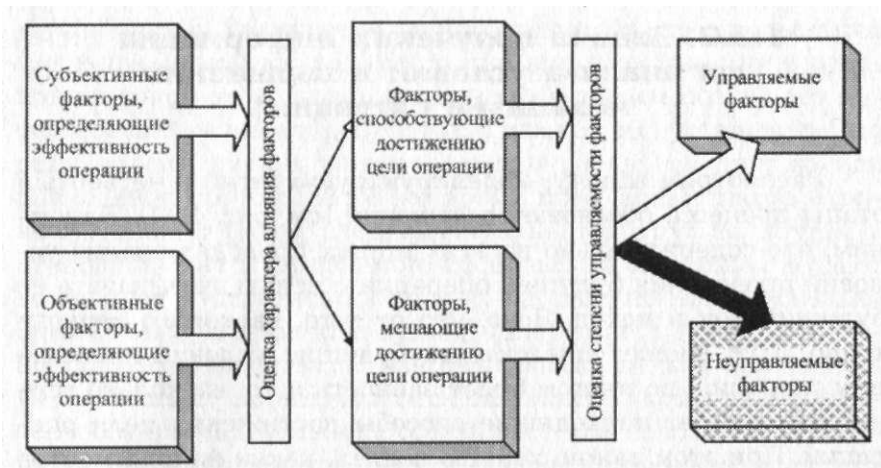 Субъективные
факторы,
определяющие
эффективность
операции
Объективные
факторы,
определяющие
эффективность
операции
Оценка характера влияния факторов
Факторы,
способствующие
достижению
цели операции
Факторы,
мешающие
достижению
цели операции
Оценка степени управляемости факторов
Управляемые
факторы
Неуправляемые
факторы